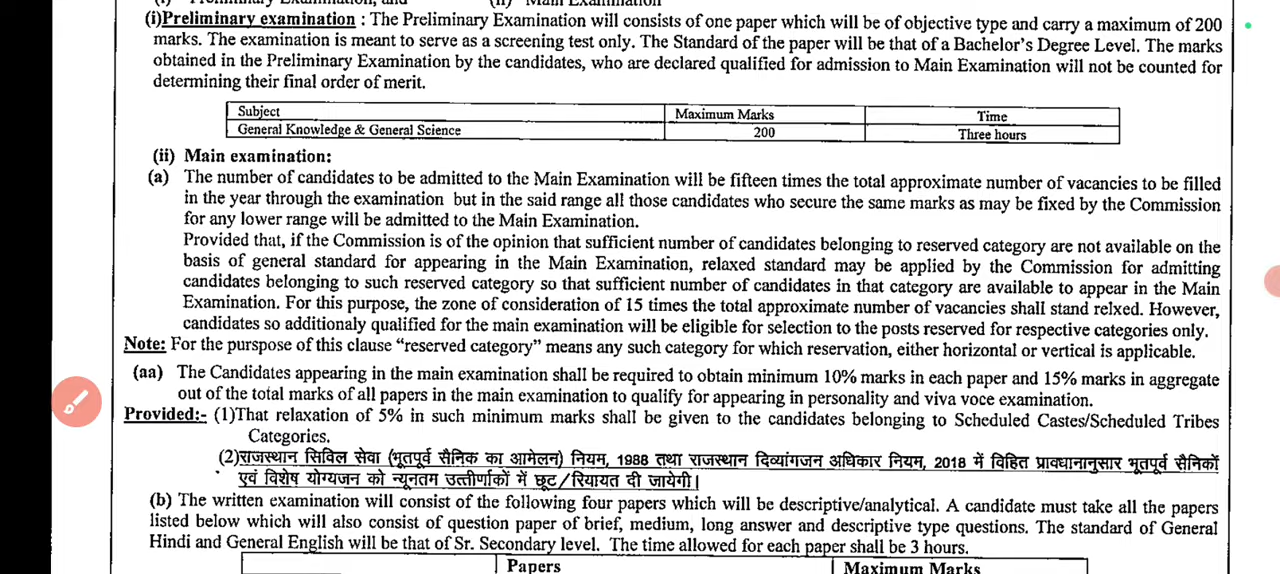 (i) Preliminary Examination, and (ii) Main Examination
(i)Preliminary examination : The Preliminary Examination will consists of one paper which will be of objective type and carry a maximum of 200
marks. The examination is meant to serve as a screening test only. The Standard of the paper will be that of a Bachelor's Degree Level. The marks
obtained in the Preliminary Examination by the candidates, who are declared qualified for admission to Main Examination will not be counted for
determining their final order of merit.
Subject Maximum Marks Time
General Knowledge & General Science 200 Three hours
(ii) Main examination:
(a) The number of candidates to be admitted to the Main Examination will be fifteen times the total approximate number of vacancies to be filled
in the year through the examination but in the said range all those candidates who secure the same marks as may be fixed by the Commission
for any lower range will be admitted to the Main Examination.
Provided that, if the Commission is of the opinion that sufficient number of candidates belonging to reserved category are not available on the
basis of general standard for appearing in the Main Examination, relaxed standard may be applied by the Commission for admitting
candidates belonging to such reserved category so that sufficient number of candidates in that category are available to appear in the Main
Examination. For this purpose, the zone of consideration of 15 times the total approximate number of vacancies shall stand relxed. However,
candidates so additionaly qualified for the main examination will be eligible for selection to the posts reserved for respective categories only.
Note: For the purspose of this clause "reserved category" means any such category for which reservation, either horizontal or vertical is applicable.
(aa) The Candidates appearing in the main examination shall be required to obtain minimum 10% marks in each paper and 15% marks in aggregate
out of the total marks of all papers in the main examination to qualify for appearing in personality and viva voce examination.
Provided:- (1)That relaxation of 5% in such minimum marks shall be given to the candidates belonging to Scheduled Castes/Scheduled Tribes
Categories.
(2)राजस्थान सिविल सेवा (भूतपूर्व सैनिक का आमेलन) नियम, 1988 तथा राजस्थान दिव्यांगजन अधिकार नियम, 2018 में विहित प्रावधानानुसार भूतपूर्व सैनिकों
एवं विशेष योग्यजन को न्यूनतम उर्त्तीणांकों में छूट/रियायत दी जायेगी।
(b) The written examination will consist of the following four papers which will be descriptive/analytical. A candidate must take all the papers
listed below which will also consist of question paper of brief, medium, long answer and descriptive type questions. The standard of General
Hindi and General English will be that of Sr. Secondary level. The time allowed for each paper shall be 3 hours.
Papers Maximum Marks